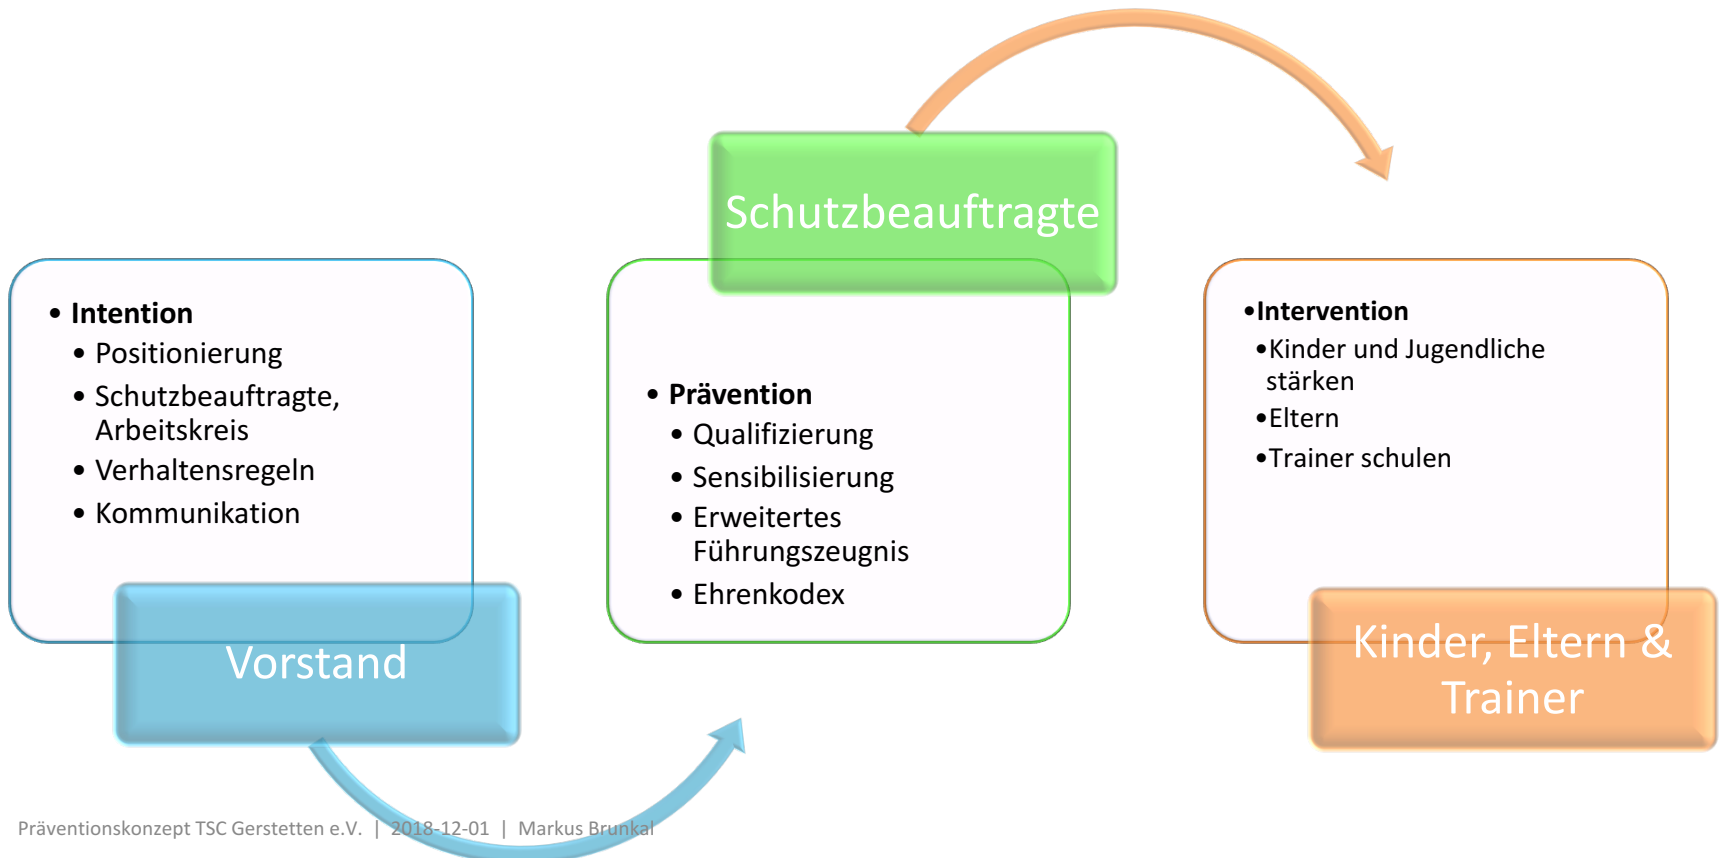 • Intention
• Positionierung
• Schutzbeauftragte,
Arbeitskreis
• Verhaltensregeln
• Kommunikation
Vorstand
Schutzbeauftragte
• Prävention
• Qualifizierung
• Sensibilisierung
• Erweitertes
Führungszeugnis
• Ehrenkodex
•Intervention
•Kinder und Jugendliche
stärken
•Eltern
•Trainer schulen
Kinder, Eltern &
Trainer
Präventionskonzept TSC Gerstetten e.V. | 2018-12-01 | Markus Brunkal